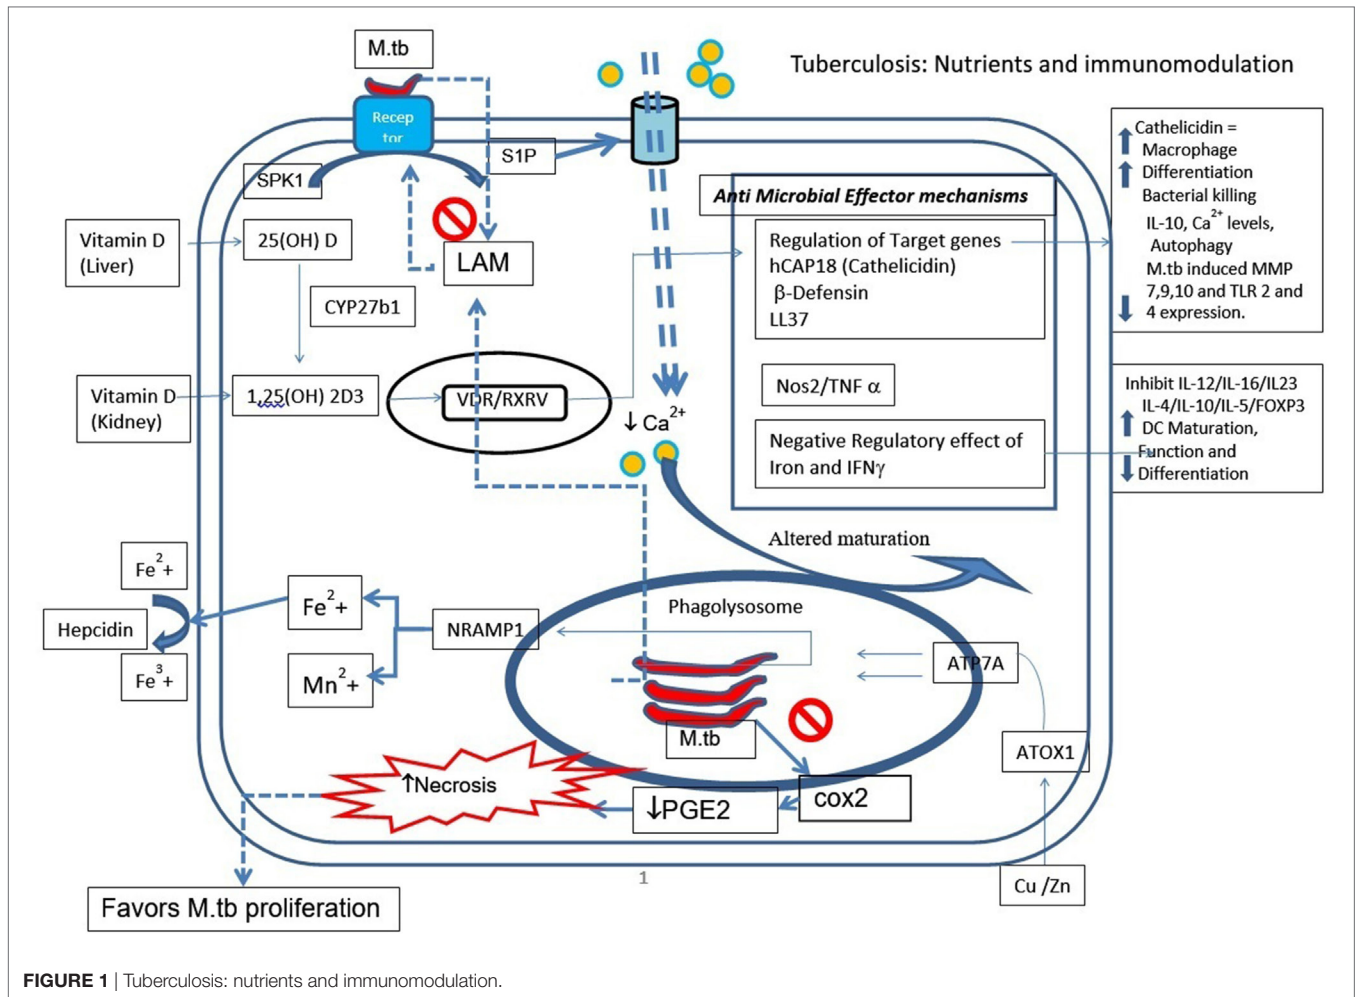 M.tb
Tuberculosis: Nutrients and immunomodulation
Recep
tor
S1P
SPK1
Vitamin D
(Liver)
25(OH) D
LAM
CYP27b1
Vitamin D
(Kidney)
1,25(OH) 2D3
VDR/RXRV
Anti Microbial Effector mechanisms
Regulation of Target genes
hCAP18 (Cathelicidin)
β-Defensin
LL37
Nos2/TNF α
Negative Regulatory effect of
Iron and IFNγ
Cathelicidin =
Macrophage
Differentiation
Bacterial killing
IL-10, Ca²⁺ levels,
Autophagy
M.tb induced MMP
7,9,10 and TLR 2 and
4 expression.
Inhibit IL-12/IL-16/IL23
IL-4/IL-10/IL-5/FOXP3
DC Maturation,
Function and
Differentiation
↓ Ca²⁺
Altered maturation
Fe²+
Hepcidin
Fe³+
Fe²+
Mn²+
NRAMP1
Phagolysosome
M.tb
ATP7A
ATOX1
Cu /Zn
cox2
↓PGE2
↑Necrosis
Favors M.tb proliferation
1
FIGURE 1 | Tuberculosis: nutrients and immunomodulation.